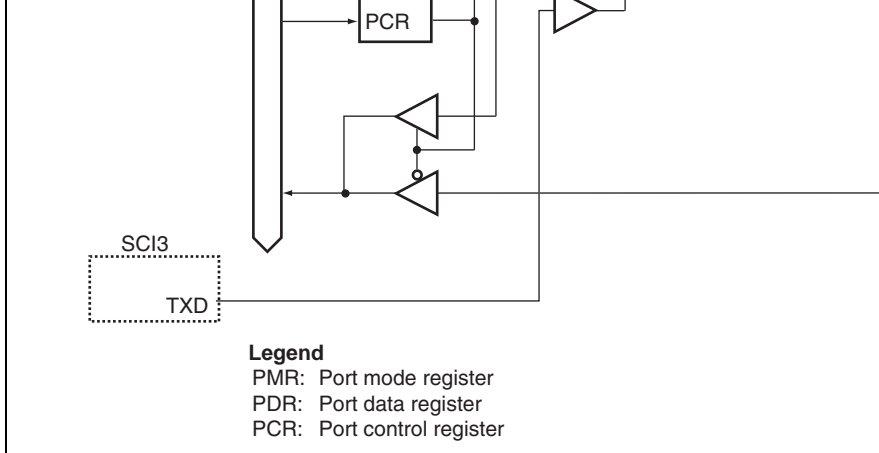 PCR
SCI3
TXD
Legend
PMR: Port mode register
PDR: Port data register
PCR: Port control register